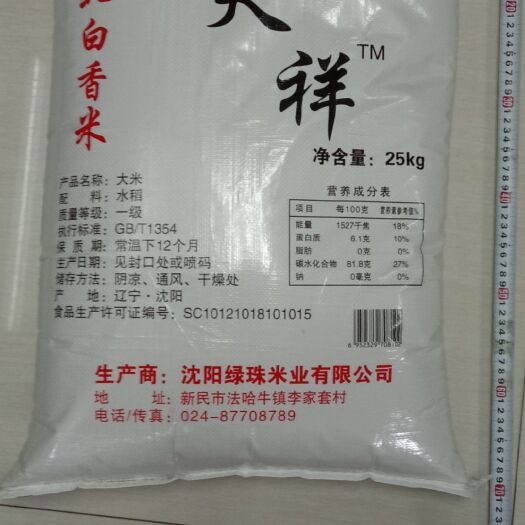 白香米
祥
TM
净含量：25kg
产品名称：大米
配 料：水稻
质量等级：一级
执行标准：GB/T1354
保 质 期：常温下12个月
生产日期：见封口处或喷码
储存方法：阴凉、通风、干燥处
产 地：辽宁·沈阳
食品生产许可证编号：SC10121018101015
营养成分表
项目 每100克 营养素参考值%
能量 1527千焦 18%
蛋白质 6.1克 10%
脂肪 0克 0%
碳水化合物 81.8克 27%
钠 0毫克 0%
生产商：沈阳绿珠米业有限公司
地 址：新民市法哈牛镇李家套村
电话/传真：024-87708789